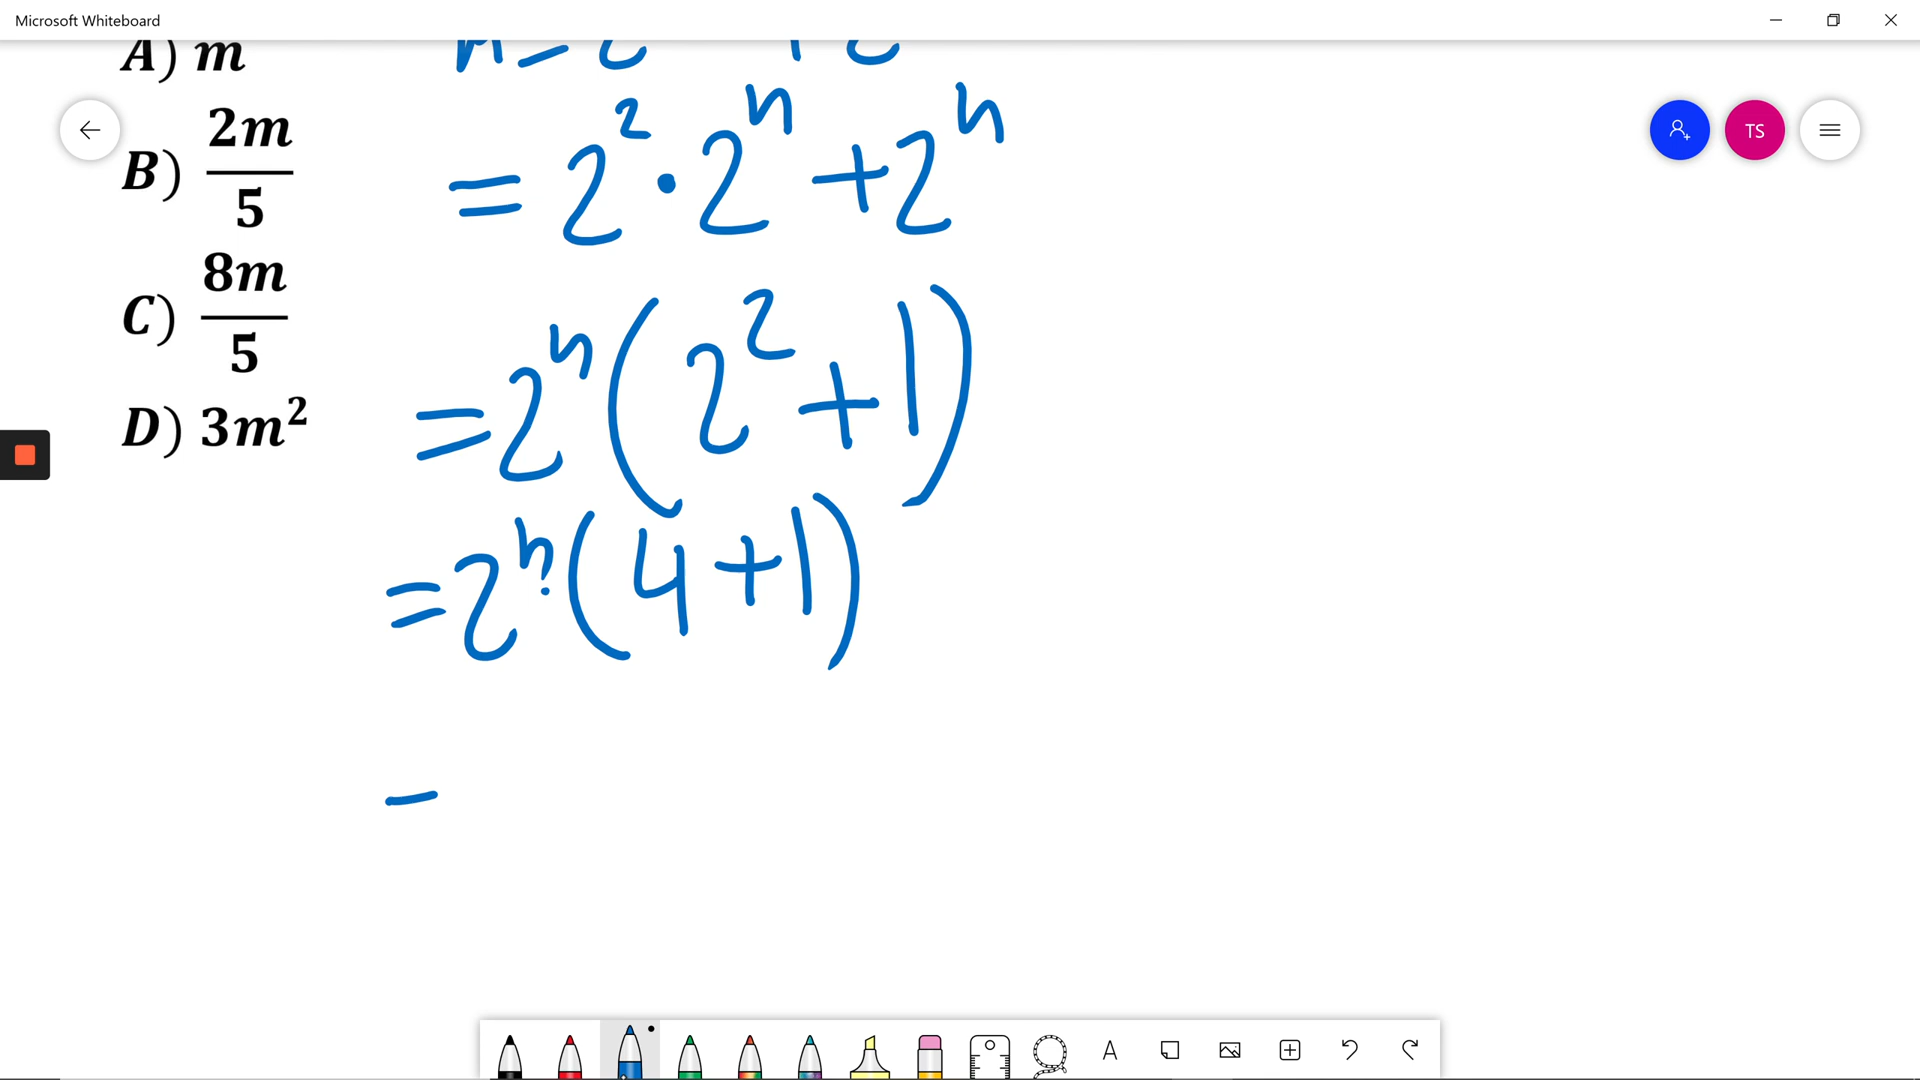 Microsoft Whiteboard
A) m
B) 2m/5
C) 8m/5
D) 3m²
= 2² · 2ⁿ + 2ⁿ
= 2ⁿ(2² + 1)
= 2ⁿ·(4 + 1)
TS
A